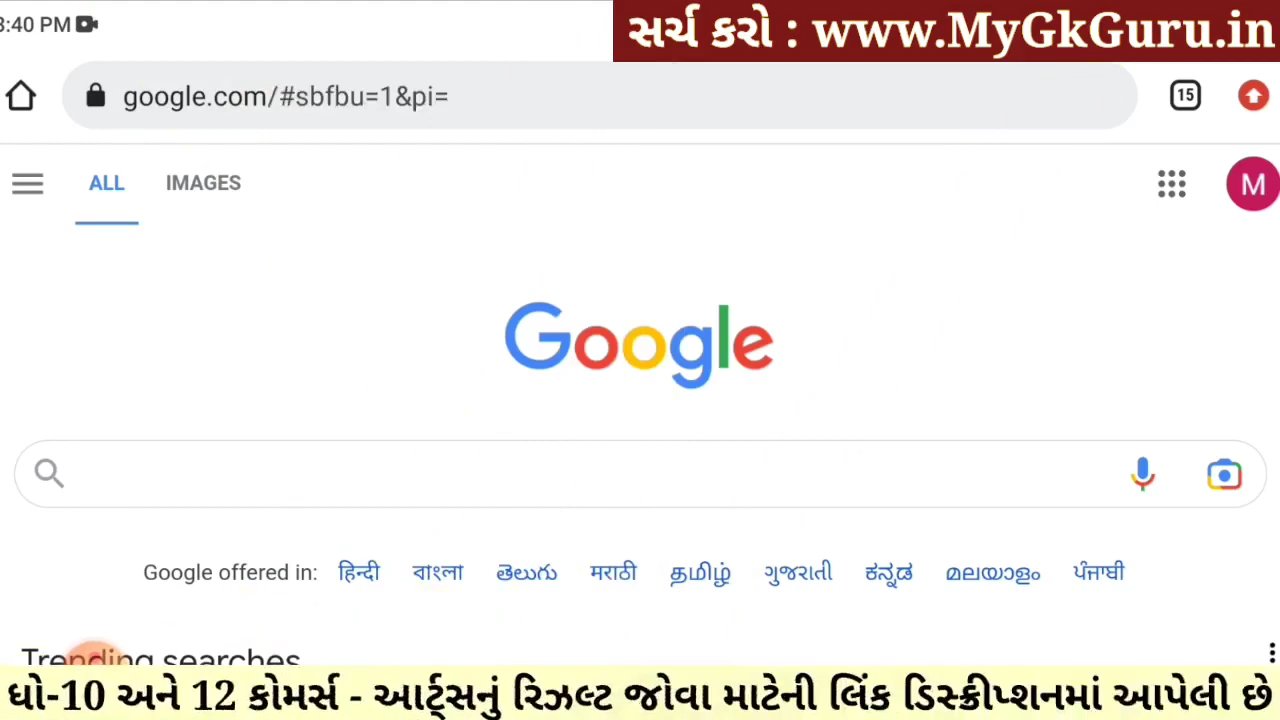 3:40 PM
સર્ચ કરો : www.MyGkGuru.in
google.com/#sbfbu=1&pi=
15
ALL IMAGES
M
Google
Google offered in: हिन्दी বাংলা తెలుగు मराठी தமிழ் ગુજરાતી ಕನ್ನಡ മലയാളം ਪੰਜਾਬੀ
Trending searches
ધો-10 અને 12 કોમર્સ - આર્ટ્સનું રિઝલ્ટ જોવા માટેની લિંક ડિસ્ક્રીપ્શનમાં આપેલી છે